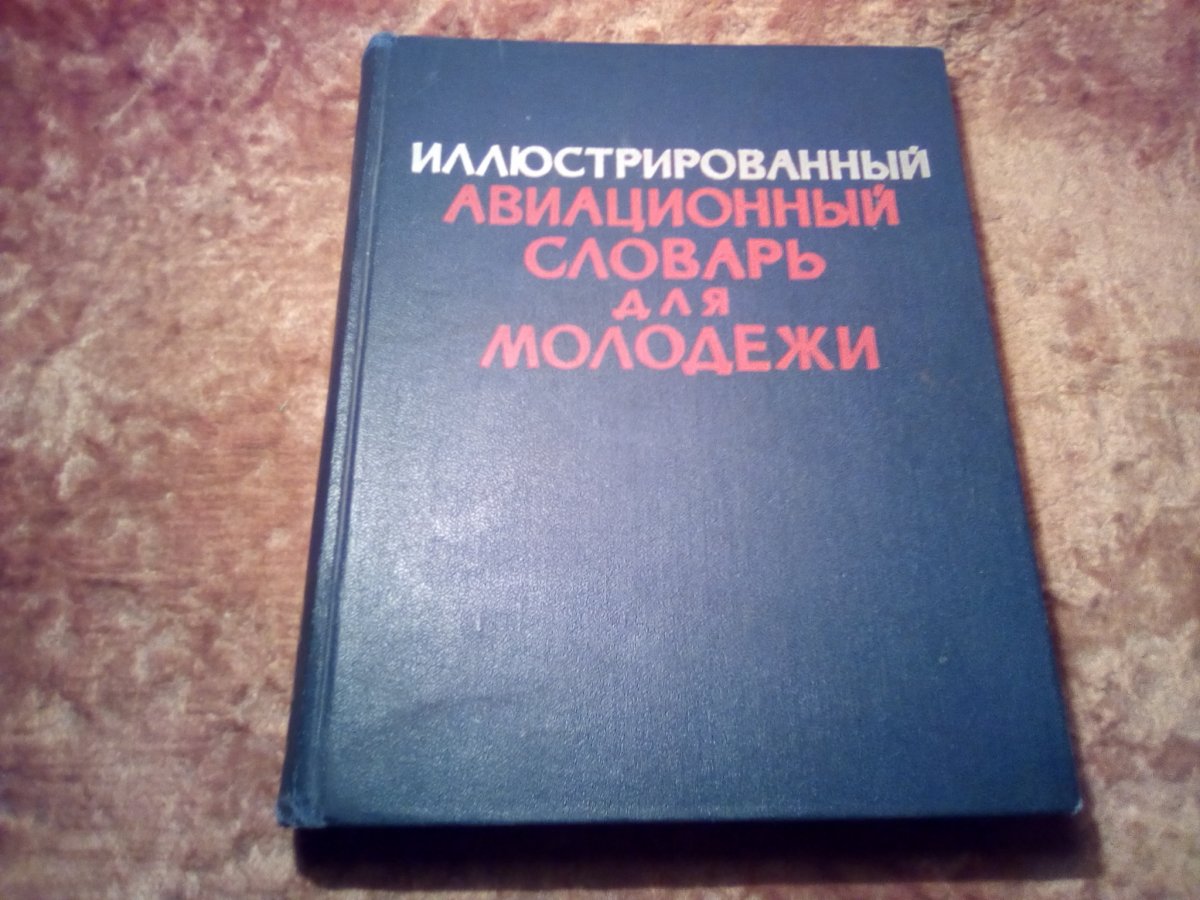 ИЛЛЮСТРИРОВАННЫЙ
АВИАЦИОННЫЙ
СЛОВАРЬ
ДЛЯ
МОЛОДЕЖИ